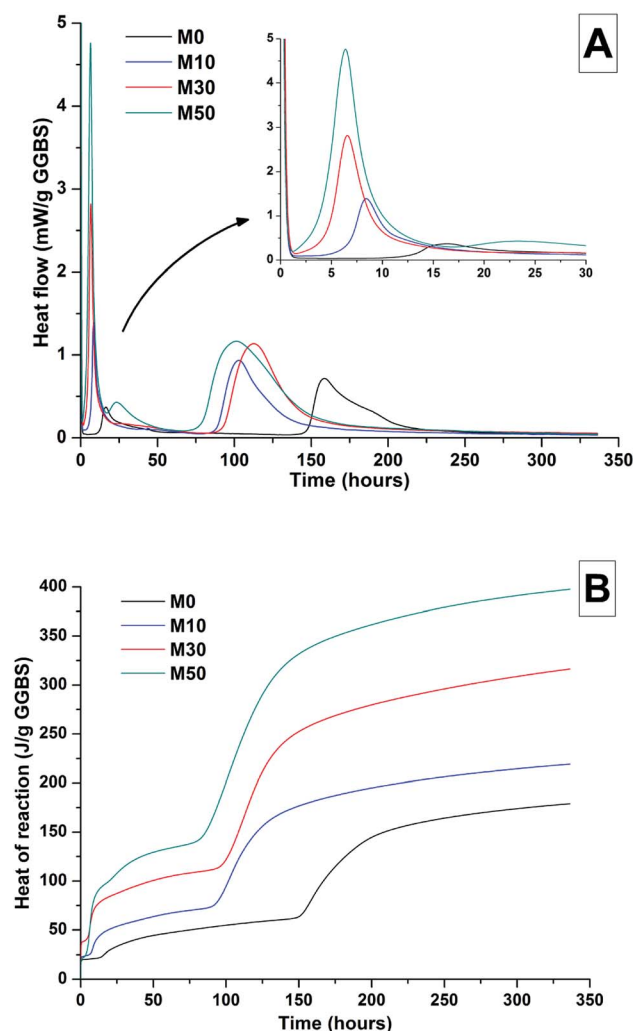 A
M0
M10
M30
M50
Heat flow (mW/g GGBS)
5
4
3
2
1
0
0 50 100 150 200 250 300 350
Time (hours)
5
4
3
2
1
0
0 5 10 15 20 25 30
B
M0
M10
M30
M50
Heat of reaction (J/g GGBS)
400
350
300
250
200
150
100
50
0
0 50 100 150 200 250 300 350
Time (hours)